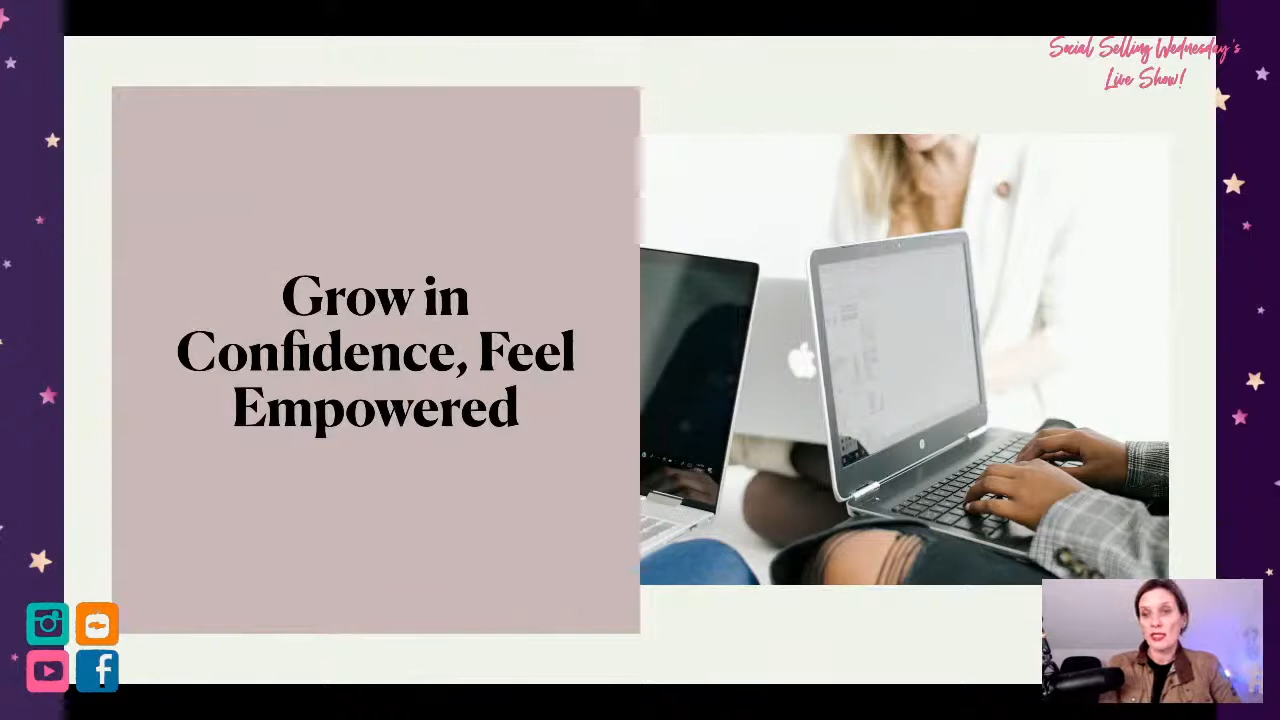 Social Selling Wednesday's
Live Show!
Grow in
Confidence, Feel
Empowered